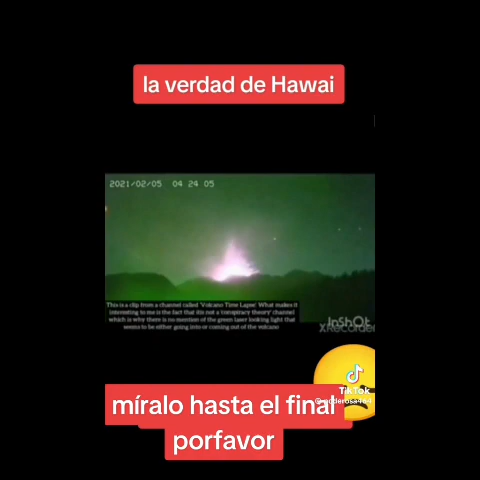 la verdad de Hawai
2021/02/05 04 24 05
This is a clip from a channel called 'Volcano Time Lapse'. What makes it
interesting to me is the fact that its not a 'conspiracy theory' channel
which is why there is no mention of the green laser looking light that
seems to be either going into or coming out of the volcano
InShOt
XRecorder
TikTok
míralo hasta el final
porfavor